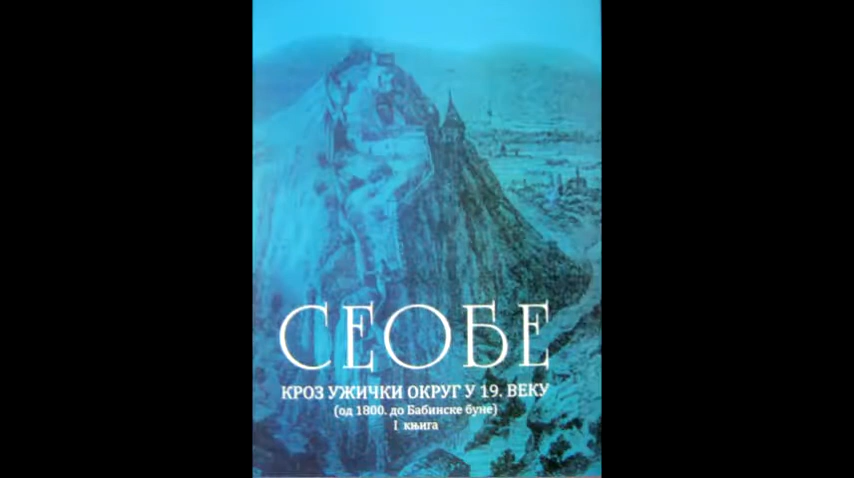 СЕОБЕ
КРОЗ УЖИЧКИ ОКРУГ У 19. ВЕКУ
(од 1800. до Бабинске буне)
I књига